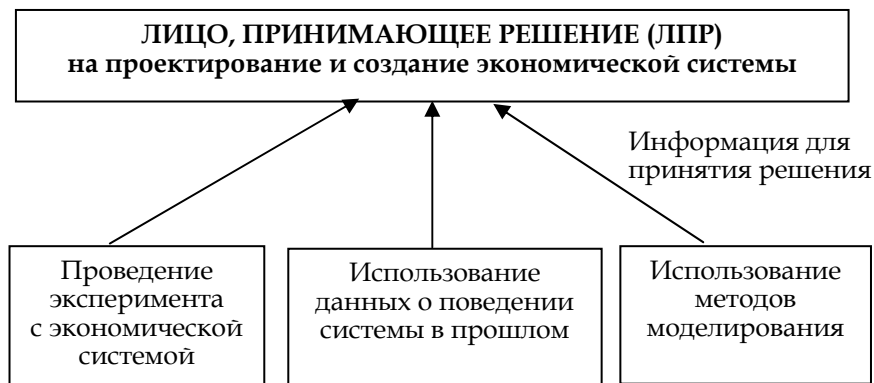 ЛИЦО, ПРИНИМАЮЩЕЕ РЕШЕНИЕ (ЛПР)
на проектирование и создание экономической системы
Информация для
принятия решения
Проведение
эксперимента
с экономической
системой
Использование
данных о поведении
системы в прошлом
Использование
методов
моделирования